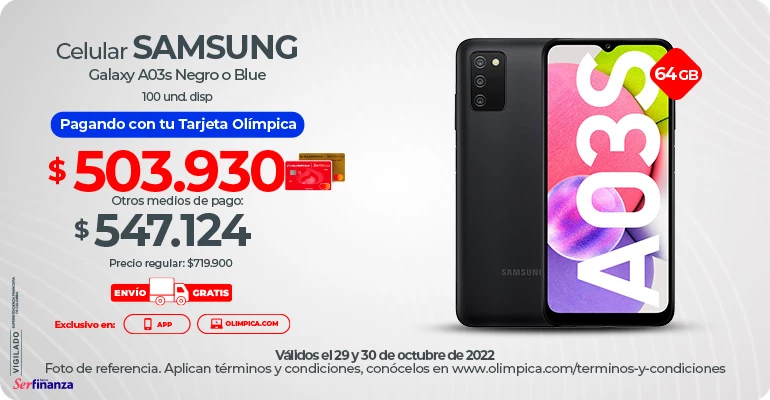 Celular SAMSUNG
Galaxy A03s Negro o Blue
100 und. disp
Pagando con tu Tarjeta Olímpica
$ 503.930
Otros medios de pago:
$ 547.124
Precio regular: $719.900
ENVÍO GRATIS
Exclusivo en: APP OLIMPICA.COM
64GB
A03S
SAMSUNG
Válidos el 29 y 30 de octubre de 2022
Foto de referencia. Aplican términos y condiciones, conócelos en www.olimpica.com/terminos-y-condiciones
VIGILADO
Serfinanza